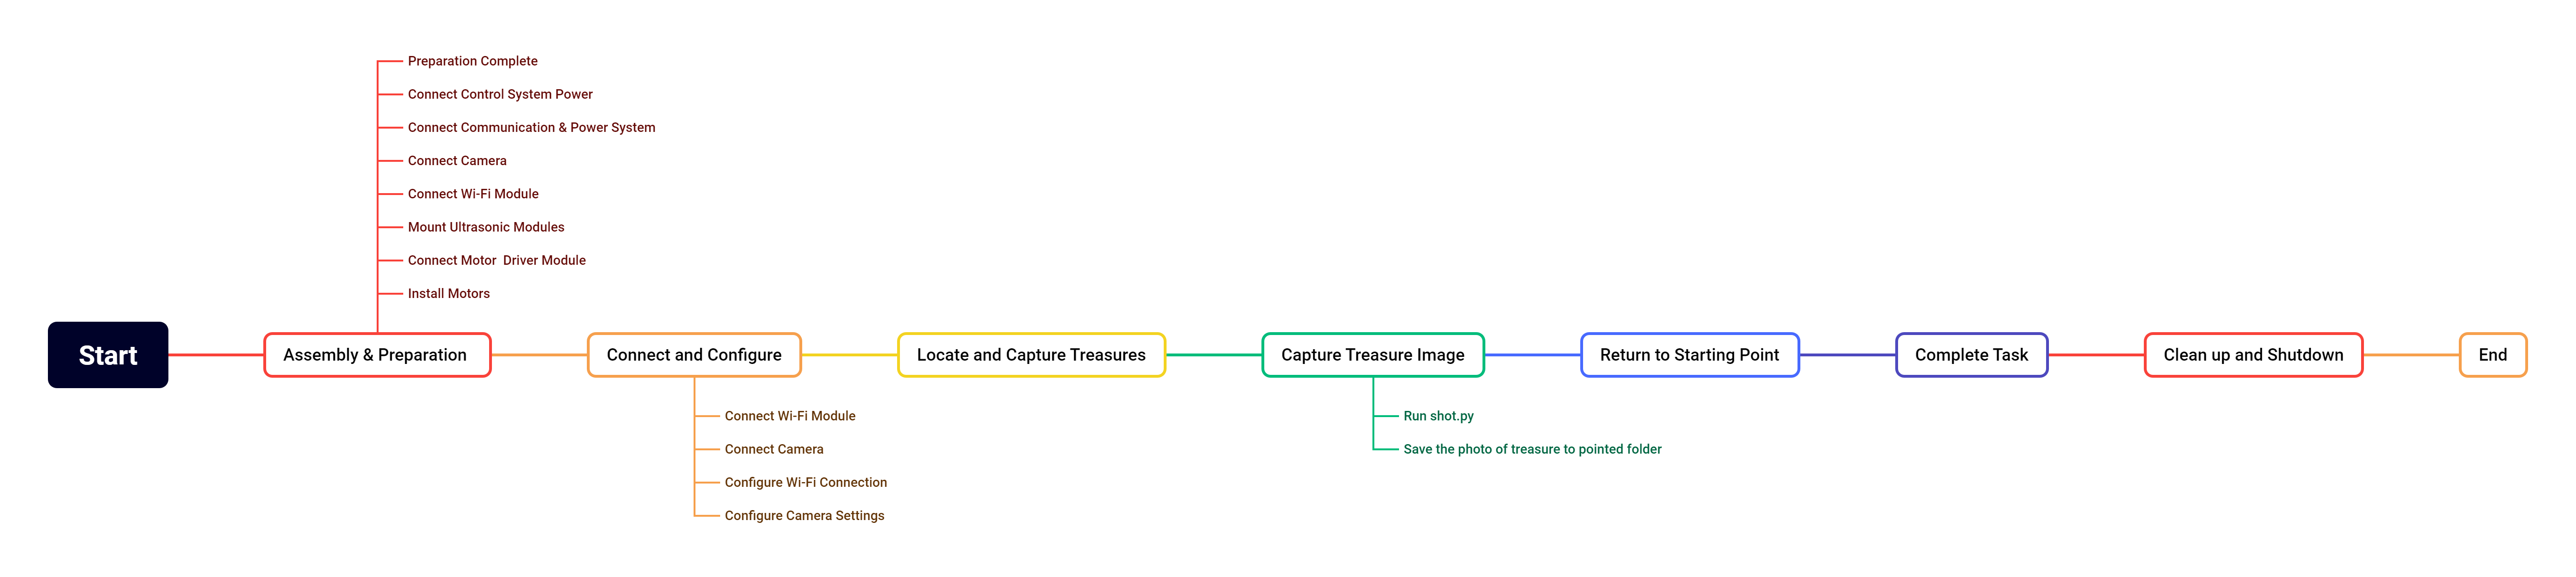 Preparation Complete
Connect Control System Power
Connect Communication & Power System
Connect Camera
Connect Wi-Fi Module
Mount Ultrasonic Modules
Connect Motor  Driver Module
Install Motors
Start
Assembly & Preparation
Connect and Configure
Locate and Capture Treasures
Capture Treasure Image
Return to Starting Point
Complete Task
Clean up and Shutdown
End
Connect Wi-Fi Module
Connect Camera
Configure Wi-Fi Connection
Configure Camera Settings
Run shot.py
Save the photo of treasure to pointed folder